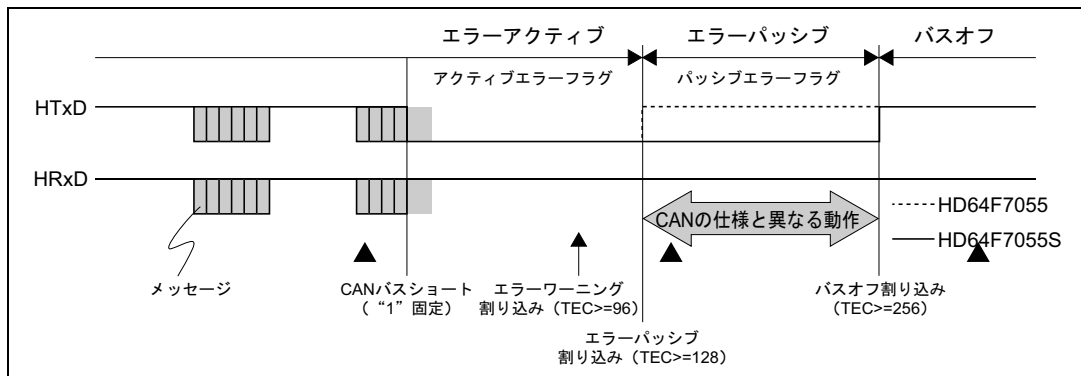 エラーアクティブ エラーパッシブ バスオフ
アクティブエラーフラグ パッシブエラーフラグ
HTxD
HRxD
CANの仕様と異なる動作
HD64F7055
HD64F7055S
メッセージ
CANバスショート
（“1”固定）
エラーワーニング
割り込み（TEC>=96）
エラーパッシブ
割り込み（TEC>=128）
バスオフ割り込み
（TEC>=256）